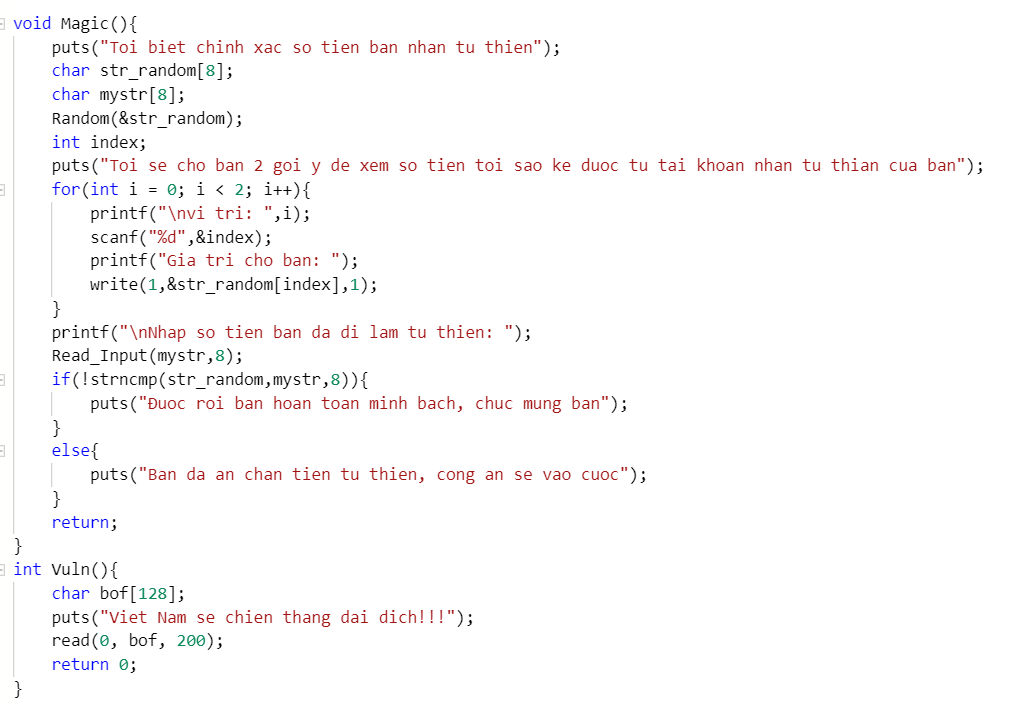 void Magic(){
    puts("Toi biet chinh xac so tien ban nhan tu thien");
    char str_random[8];
    char mystr[8];
    Random(&str_random);
    int index;
    puts("Toi se cho ban 2 goi y de xem so tien toi sao ke duoc tu tai khoan nhan tu thian cua ban");
    for(int i = 0; i < 2; i++){
        printf("\nvi tri: ",i);
        scanf("%d",&index);
        printf("Gia tri cho ban: ");
        write(1,&str_random[index],1);
    }
    printf("\nNhap so tien ban da di lam tu thien: ");
    Read_Input(mystr,8);
    if(!strncmp(str_random,mystr,8)){
        puts("Đuoc roi ban hoan toan minh bach, chuc mung ban");
    }
    else{
        puts("Ban da an chan tien tu thien, cong an se vao cuoc");
    }
    return;
}
int Vuln(){
    char bof[128];
    puts("Viet Nam se chien thang dai dich!!!");
    read(0, bof, 200);
    return 0;
}